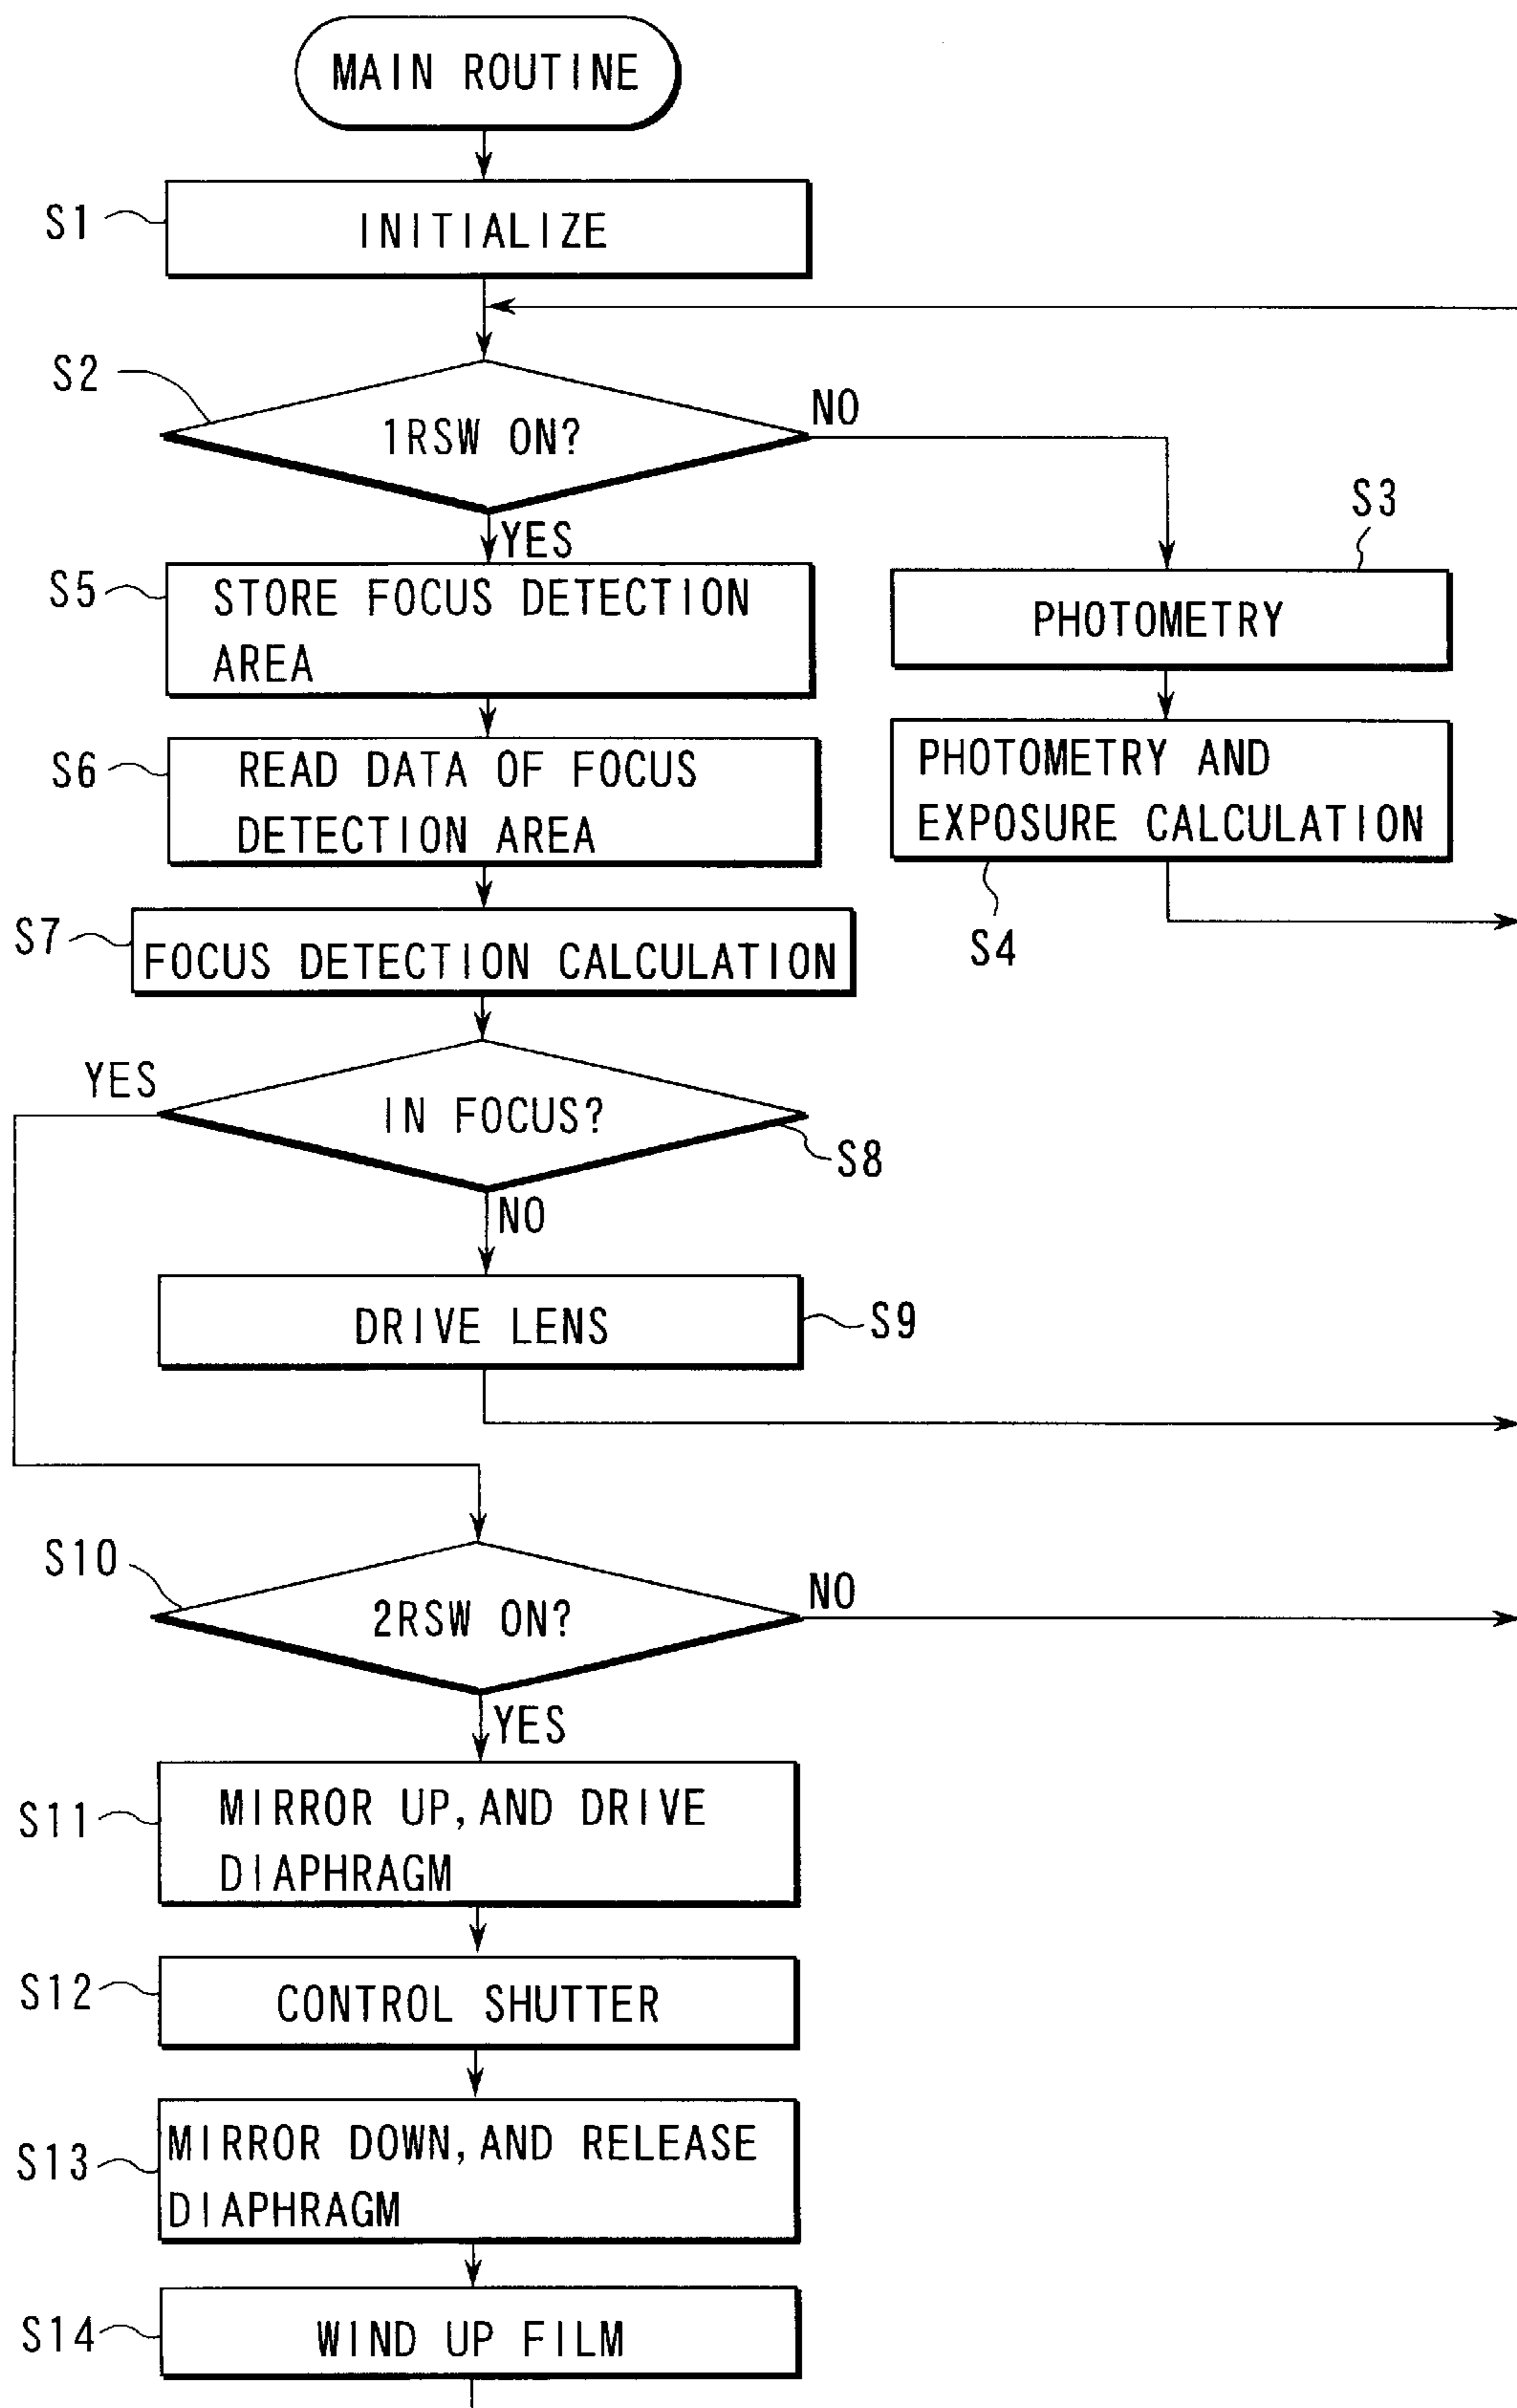 MAIN ROUTINE
S1
INITIALIZE
S2
1RSW ON?
NO
YES
S3
PHOTOMETRY
S4
PHOTOMETRY AND
EXPOSURE CALCULATION
S5
STORE FOCUS DETECTION
AREA
S6
READ DATA OF FOCUS
DETECTION AREA
S7
FOCUS DETECTION CALCULATION
YES
IN FOCUS?
S8
NO
DRIVE LENS
S9
S10
2RSW ON?
NO
YES
S11
MIRROR UP, AND DRIVE
DIAPHRAGM
S12
CONTROL SHUTTER
S13
MIRROR DOWN, AND RELEASE
DIAPHRAGM
S14
WIND UP FILM